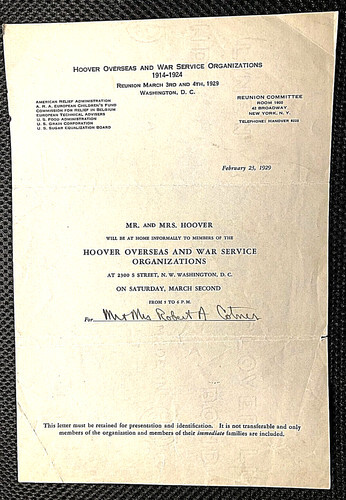 HOOVER OVERSEAS AND WAR SERVICE ORGANIZATIONS
1914-1924
REUNION MARCH 3RD AND 4TH, 1929
WASHINGTON, D. C.
AMERICAN RELIEF ADMINISTRATION
A. R. A. EUROPEAN CHILDREN'S FUND
COMMISSION FOR RELIEF IN BELGIUM
EUROPEAN TECHNICAL ADVISERS
U. S. FOOD ADMINISTRATION
U. S. GRAIN CORPORATION
U. S. SUGAR EQUALIZATION BOARD
REUNION COMMITTEE
ROOM 1900
42 BROADWAY
NEW YORK, N. Y.
TELEPHONE: HANOVER
February 25, 1929
MR. AND MRS. HOOVER
WILL BE AT HOME INFORMALLY TO MEMBERS OF THE
HOOVER OVERSEAS AND WAR SERVICE
ORGANIZATIONS
AT 2300 S STREET, N. W. WASHINGTON, D. C.
ON SATURDAY, MARCH SECOND
FROM TO 6 P.M.
For Mr & Mrs Robert A Cotner
This letter must be retained for presentation and identification. It is not transferable and only
members of the organization and members of their immediate families are included.